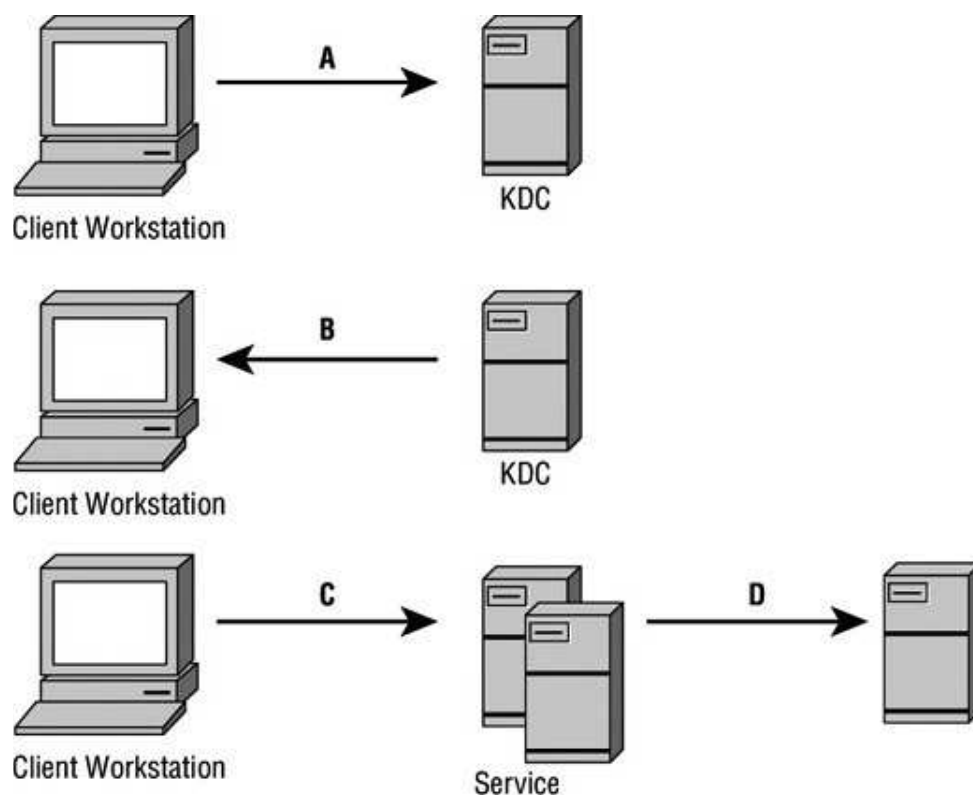 A
KDC
Client Workstation
B
KDC
Client Workstation
C
D
Client Workstation
Service